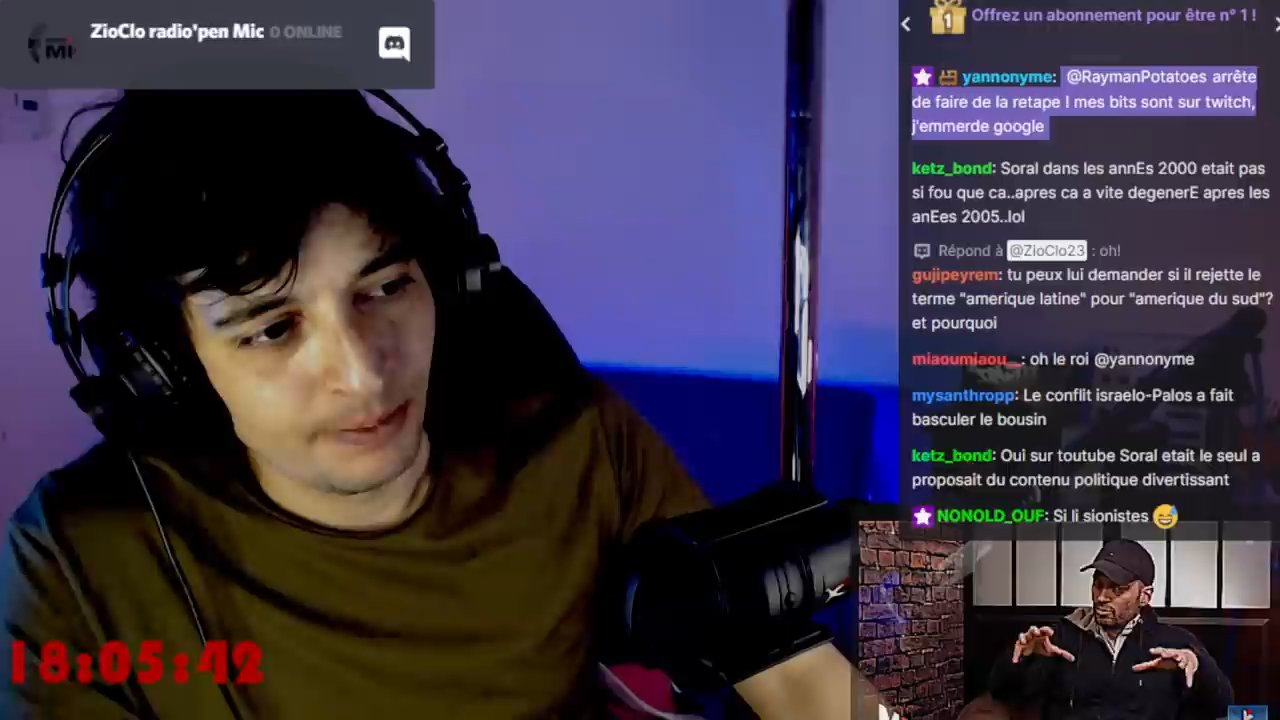 ZioClo radio'pen Mic 0 ONLINE
MI
Offrez un abonnement pour être n° 1 !
1
yannonyme: @RaymanPotatoes arrête
de faire de la retape ! mes bits sont sur twitch,
j'emmerde google
ketz_bond: Soral dans les annEs 2000 etait pas
si fou que ca..apres ca a vite degenerE apres les
anEes 2005..lol
Répond à @ZioClo23 : oh!
gujipeyrem: tu peux lui demander si il rejette le
terme "amerique latine" pour "amerique du sud"?
et pourquoi
miaoumiaou__: oh le roi @yannonyme
mysanthropp: Le conflit israelo-Palos a fait
basculer le bousin
ketz_bond: Oui sur toutube Soral etait le seul a
proposait du contenu politique divertissant
NONOLD_OUF: Si li sionistes
18:05:42